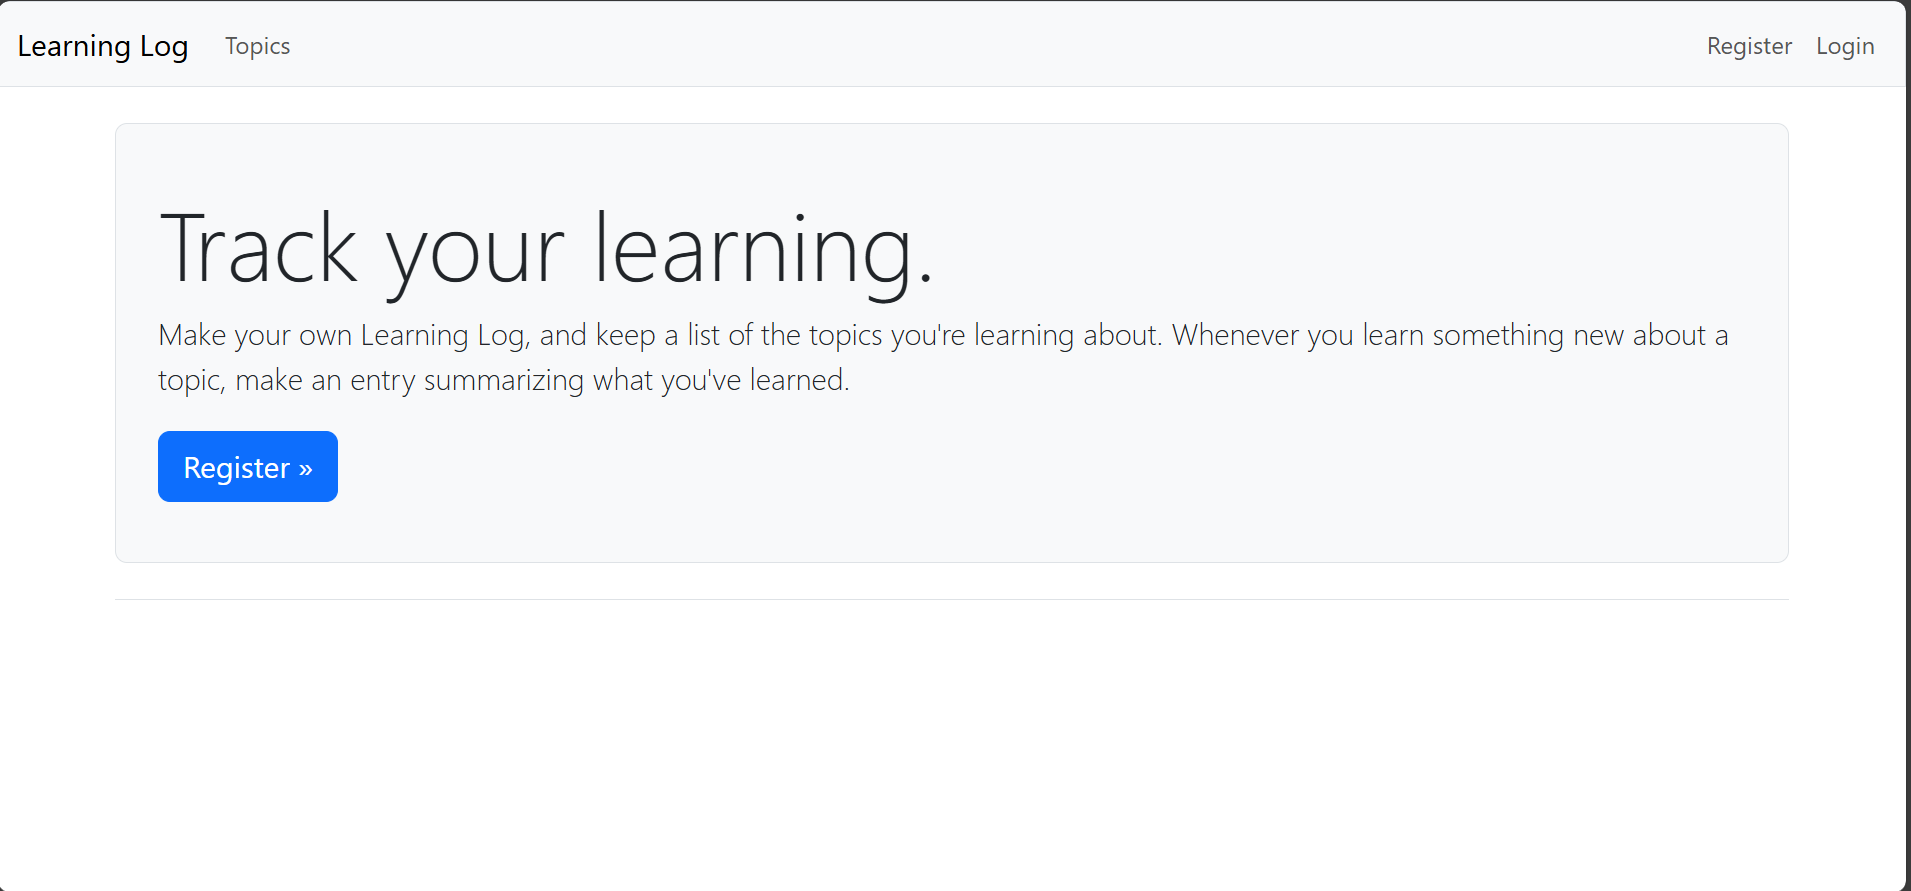 Learning Log Topics Register Login
Track your learning.
Make your own Learning Log, and keep a list of the topics you're learning about. Whenever you learn something new about a
topic, make an entry summarizing what you've learned.
Register »